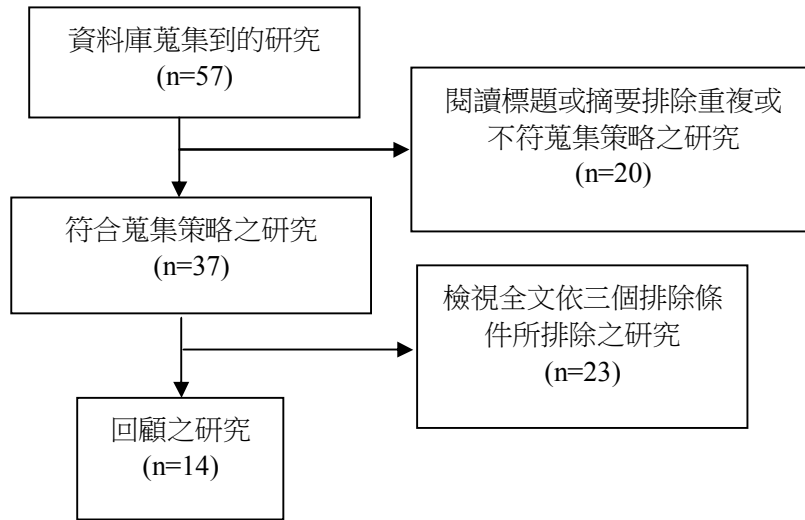 資料庫蒐集到的研究
(n=57)
閱讀標題或摘要排除重複或
不符蒐集策略之研究
(n=20)
符合蒐集策略之研究
(n=37)
檢視全文依三個排除條
件所排除之研究
(n=23)
回顧之研究
(n=14)